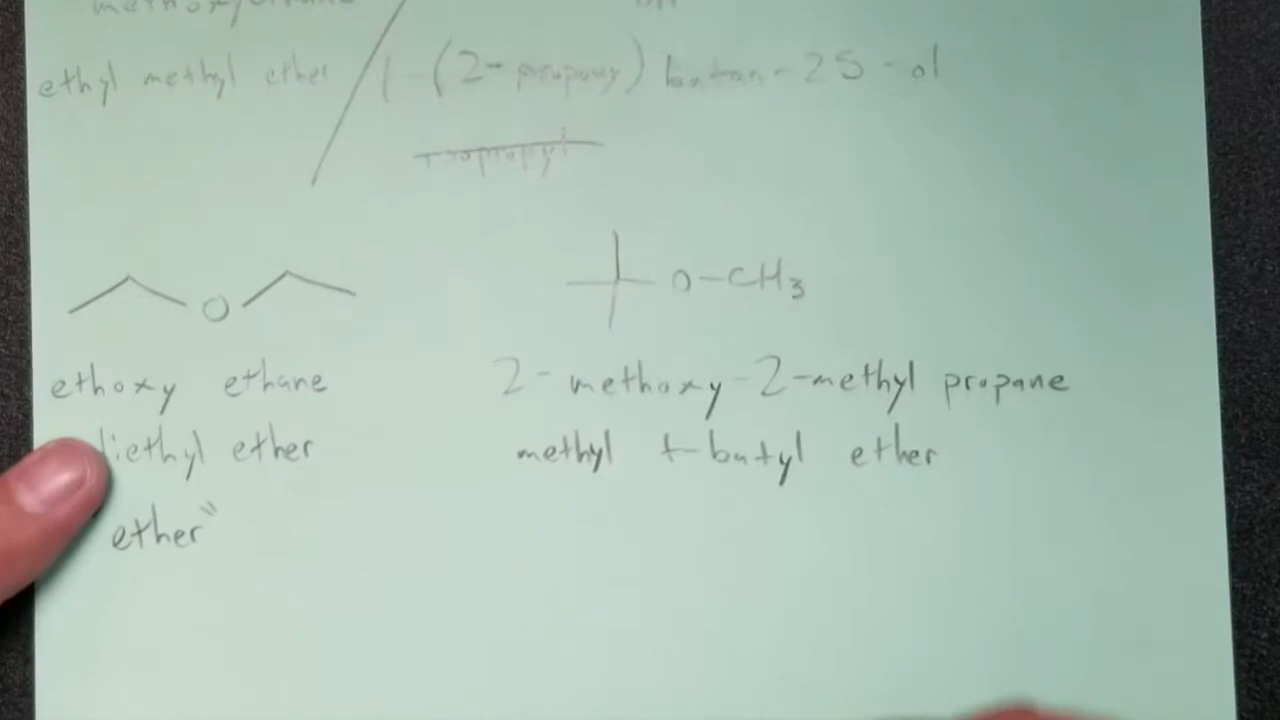 ethyl methyl ether
1-(2-propoxy) butan-2S-ol
O O-CH3
ethoxy ethane 2-methoxy-2-methyl propane
diethyl ether methyl t-butyl ether
ether"